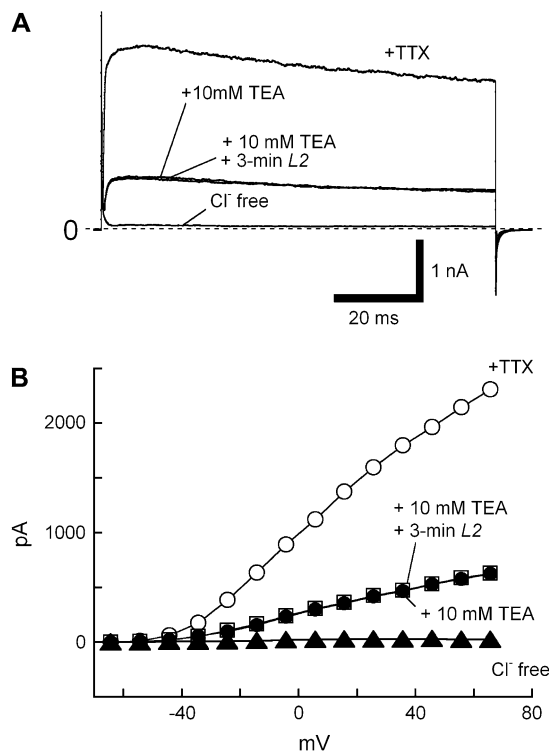 A
+TTX
+10mM TEA
+ 10 mM TEA
+ 3-min L2
Cl⁻ free
0
1 nA
20 ms
B
+TTX
2000
+ 10 mM TEA
+ 3-min L2
1000
pA
+ 10 mM TEA
0
Cl⁻ free
-40
0
40
80
mV